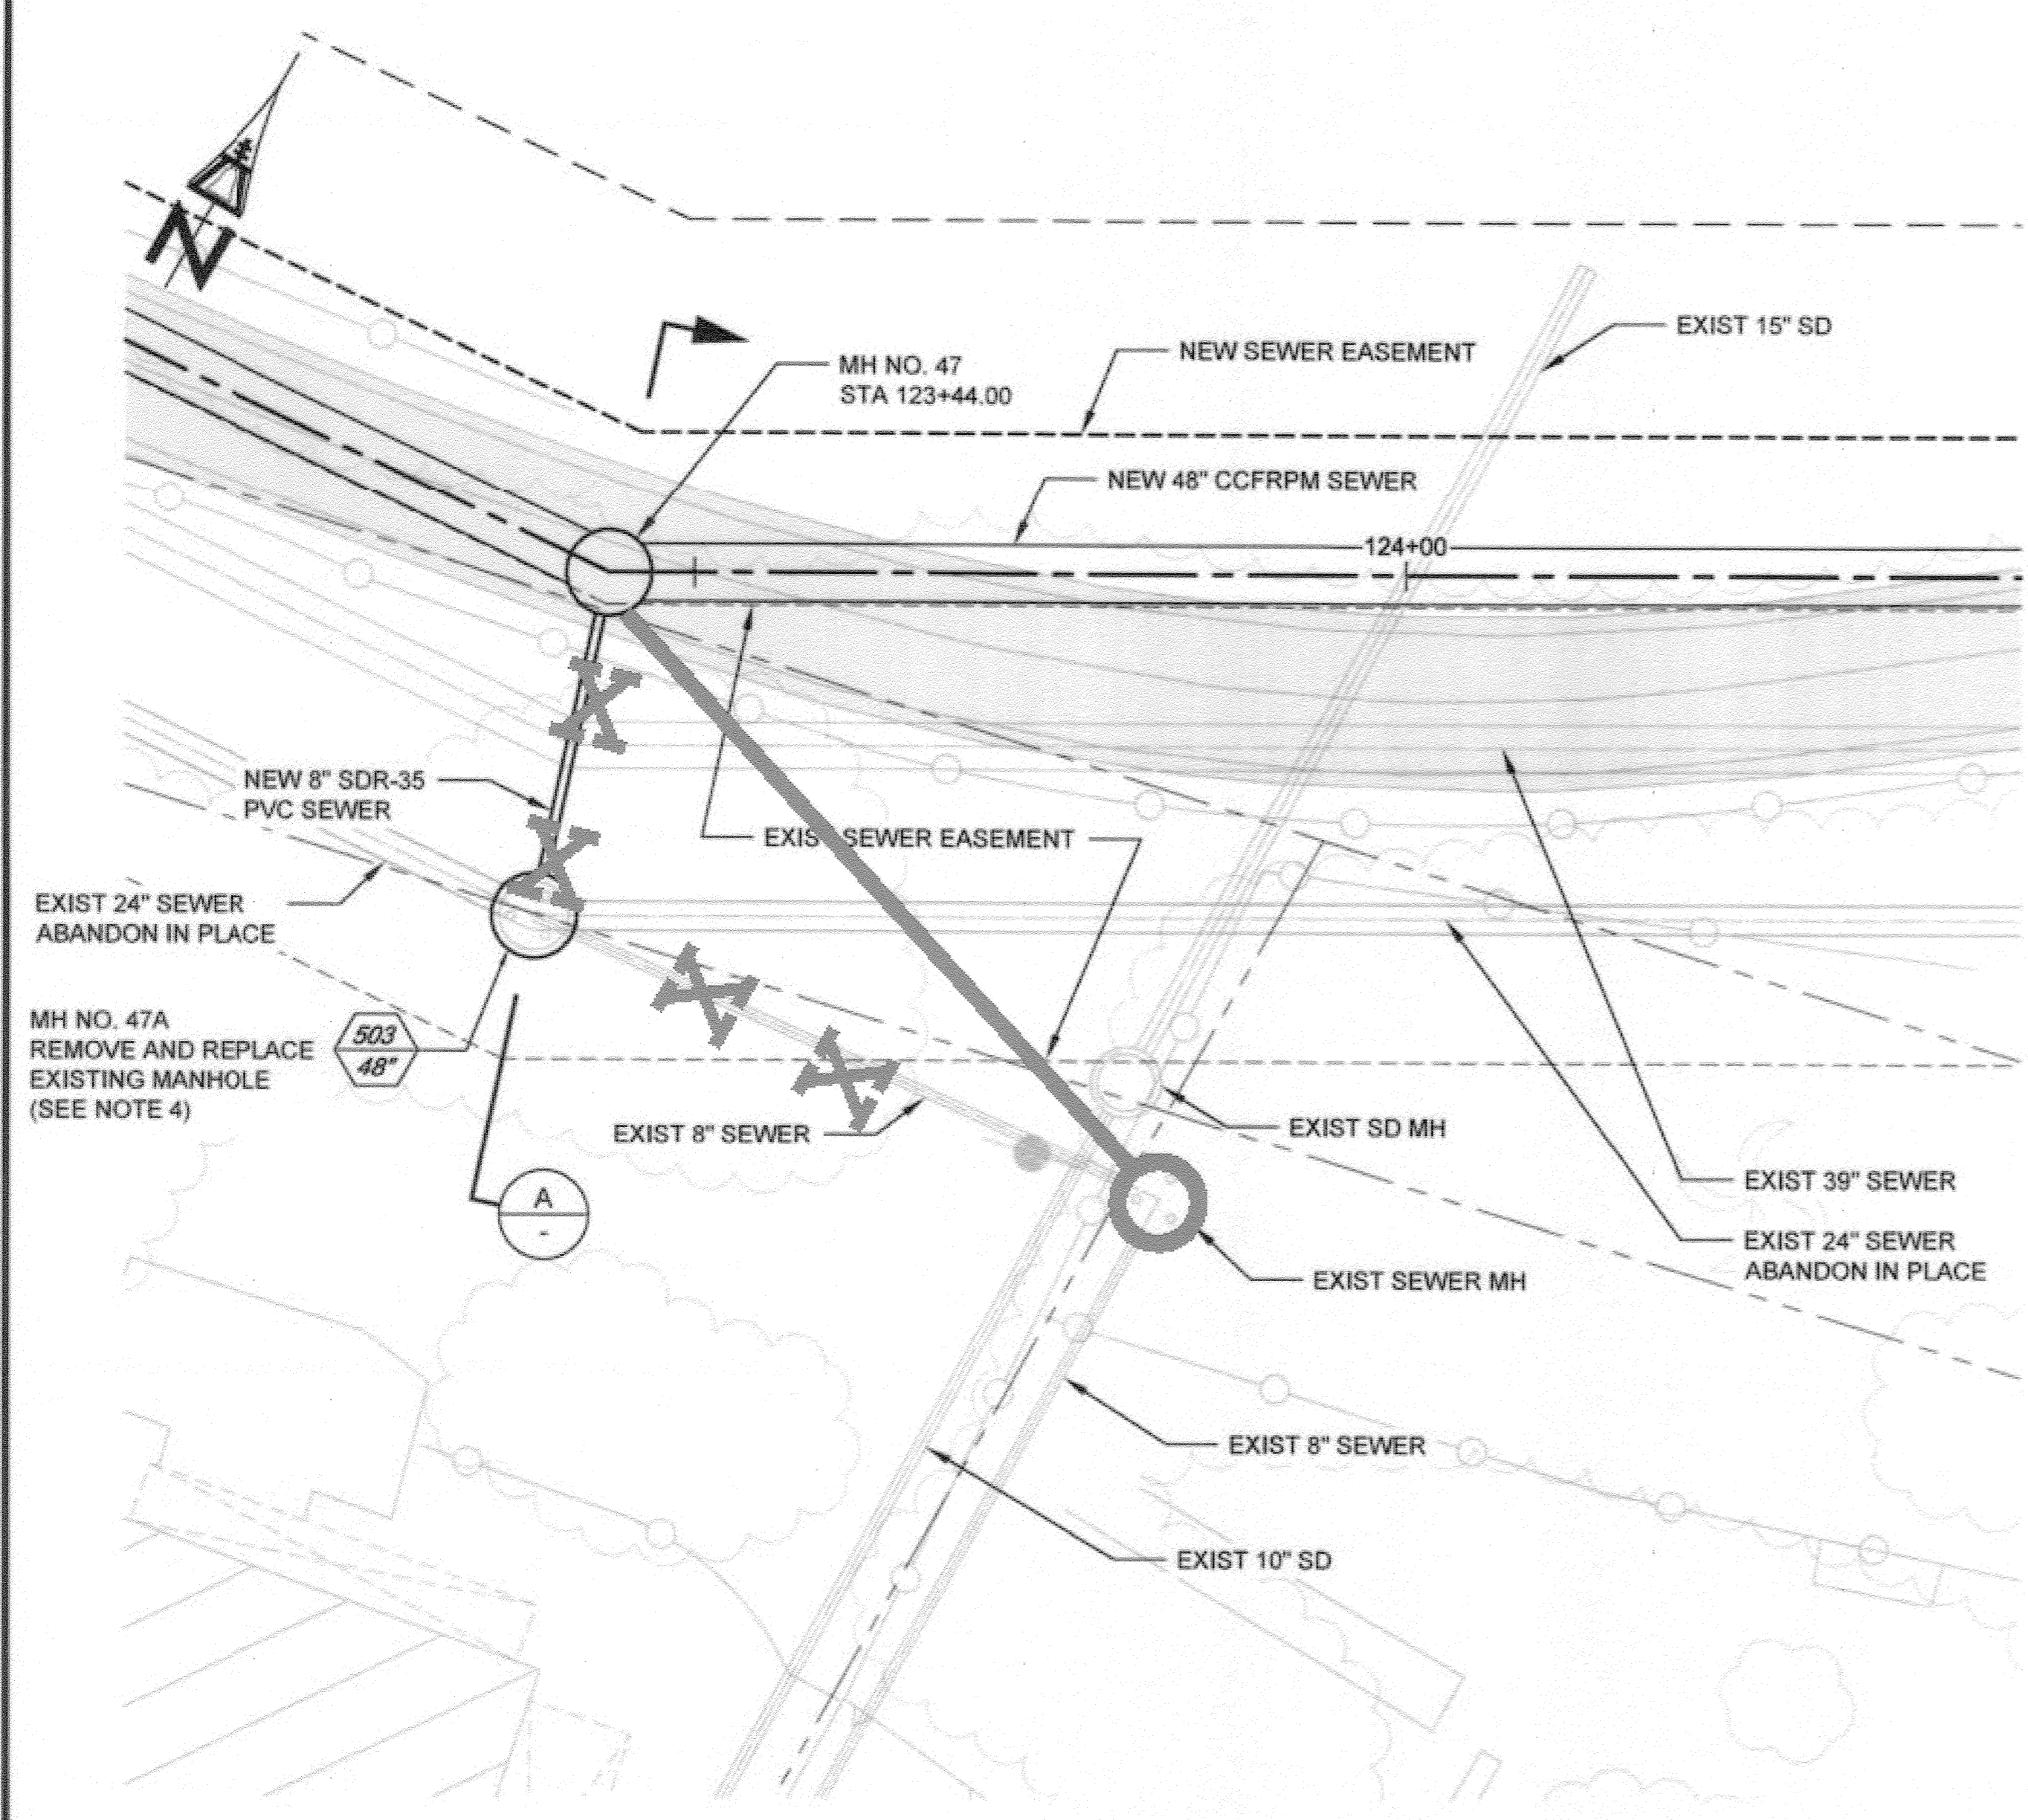 N
EXIST 15" SD
NEW SEWER EASEMENT
MH NO. 47
STA 123+44.00
NEW 48" CCFRPM SEWER
124+00
NEW 8" SDR-35
PVC SEWER
EXIS SEWER EASEMENT
EXIST 24" SEWER
ABANDON IN PLACE
MH NO. 47A
REMOVE AND REPLACE
EXISTING MANHOLE
(SEE NOTE 4)
503
48"
EXIST 8" SEWER
EXIST SD MH
EXIST 39" SEWER
A
-
EXIST 24" SEWER
ABANDON IN PLACE
EXIST SEWER MH
EXIST 8" SEWER
EXIST 10" SD
X
X
X
X